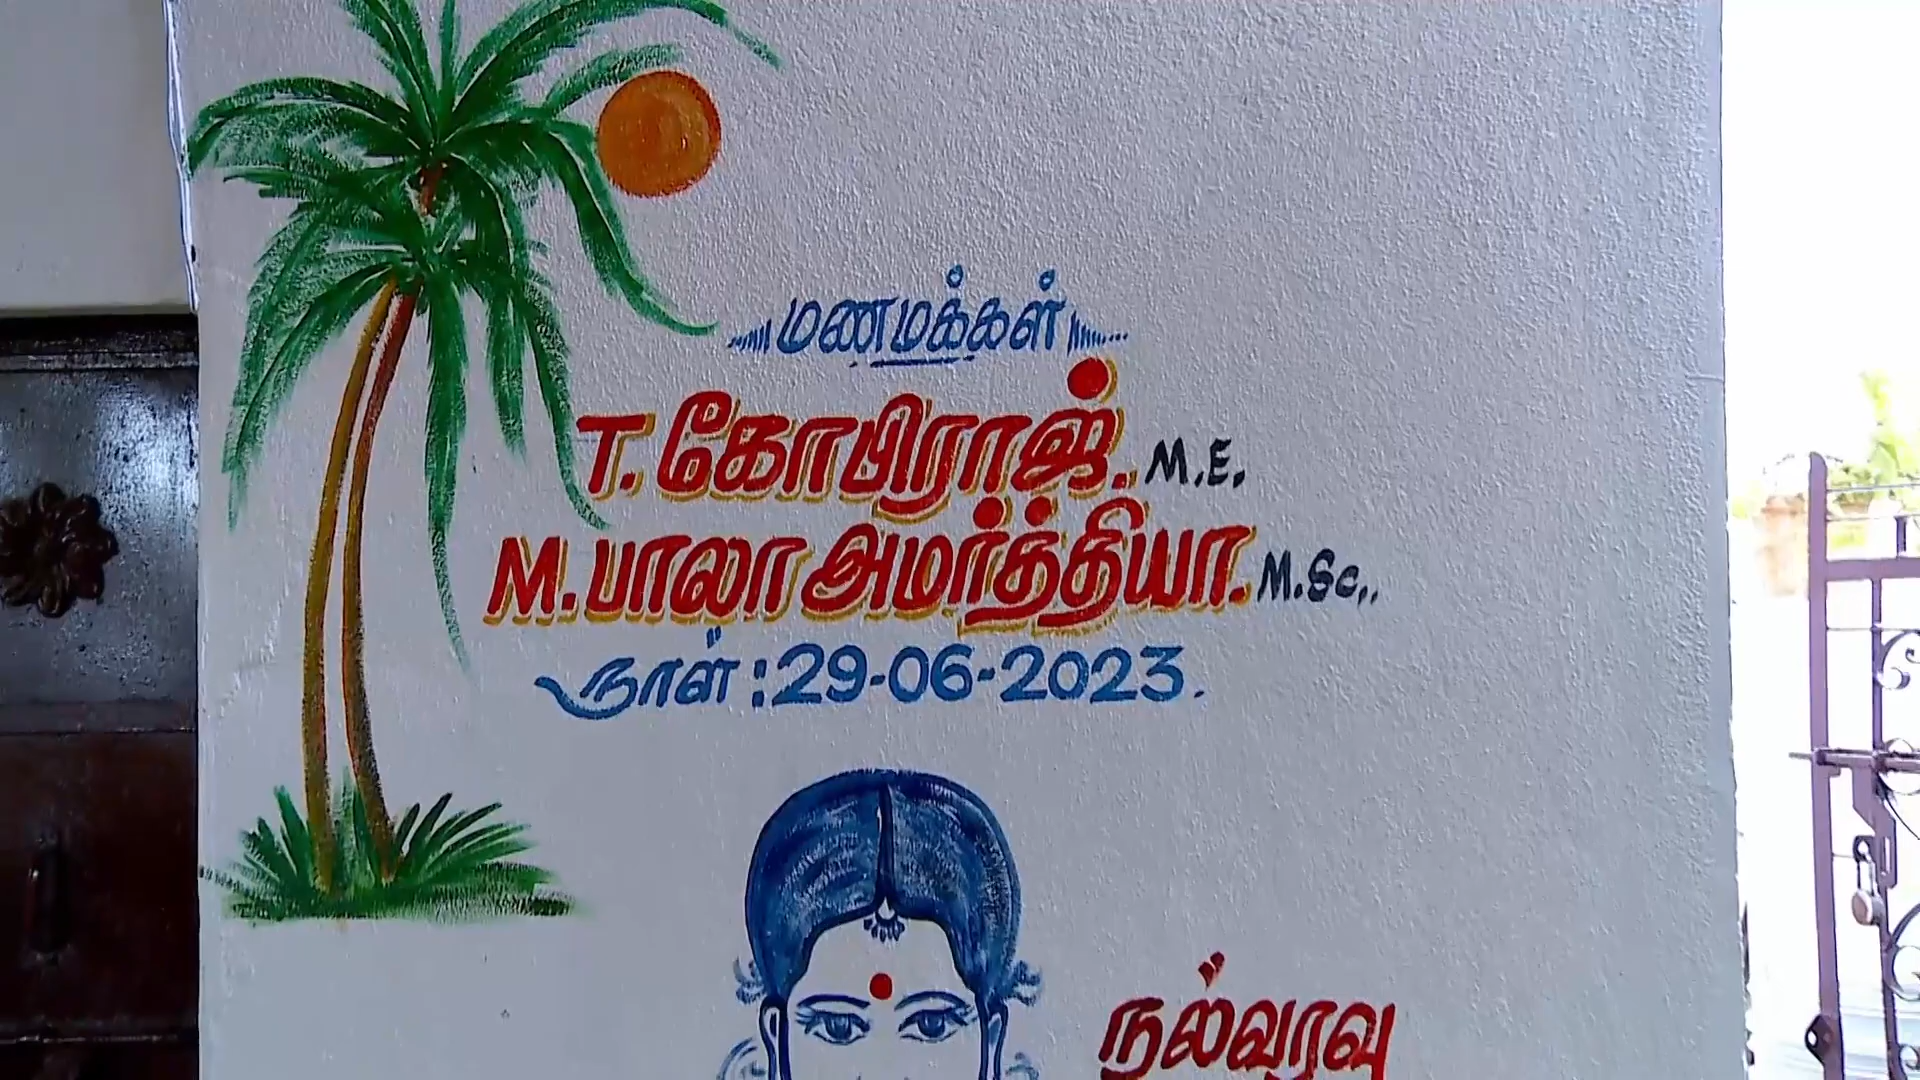 மணமக்கள்
T. கோபிராஜ். M.E.
M. பாலா அமர்த்தியா. M.Sc.,,
நாள் : 29-06-2023.
நல்வரவு